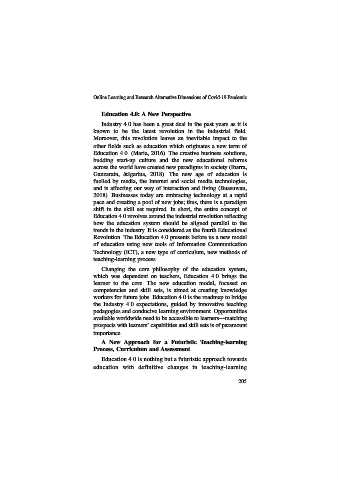 Online Learning and Research Alternative Dimensions of Covid-19 Pandemic
Education 4.0: A New Perspective
Industry 4.0 has been a great deal in the past years as it is
known to be the latest revolution in the industrial field.
Moreover, this revolution leaves an inevitable impact to the
other fields such as education which originates a new term of
Education 4.0. (Maria, 2016). The creative business solutions,
budding start-up culture and the new educational reforms
across the world have created new paradigms in society (Ibarra,
Ganzarain, & Igartua, 2018). The new age of education is
fuelled by media, the internet and social media technologies,
and is affecting our way of interaction and living (Bussuwan,
2018). Businesses today are embracing technology at a rapid
pace and creating a pool of new jobs; thus, there is a paradigm
shift in the skill set required. In short, the entire concept of
Education 4.0 revolves around the industrial revolution reflecting
how the education system should be aligned parallel to the
trends in the industry. It is considered as the fourth Educational
Revolution. The Education 4.0 presents before us a new model
of education using new tools of Information Communication
Technology (ICT), a new type of curriculum, new methods of
teaching-learning process.
Changing the core philosophy of the education system,
which was dependent on teachers, Education 4.0 brings the
learner to the core. The new education model, focused on
competencies and skill sets, is aimed at creating knowledge
workers for future jobs. Education 4.0 is the roadmap to bridge
the Industry 4.0 expectations, guided by innovative teaching
pedagogies and conducive learning environment. Opportunities
available worldwide need to be accessible to learners—matching
prospects with learners' capabilities and skill sets is of paramount
importance.
A New Approach for a Futuristic Teaching-learning
Process, Curriculum and Assessment
Education 4.0 is nothing but a futuristic approach towards
education with definitive changes in teaching-learning
205